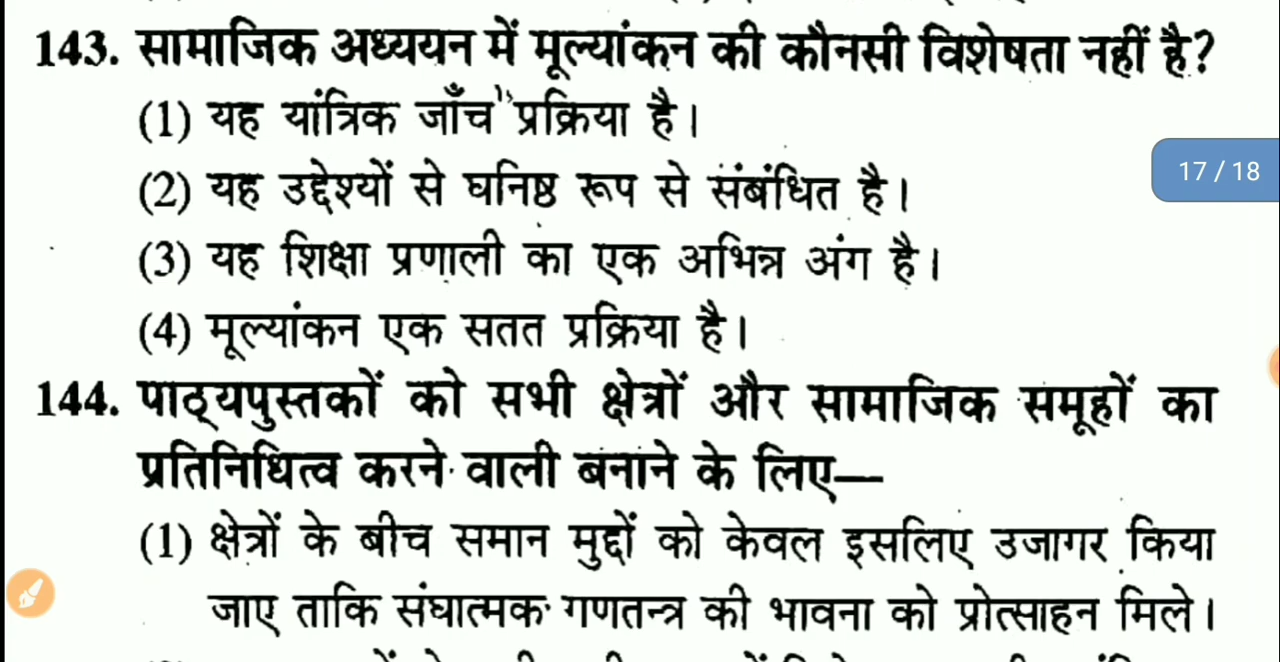 143. सामाजिक अध्ययन में मूल्यांकन की कौनसी विशेषता नहीं है?
(1) यह यांत्रिक जाँच प्रक्रिया है।
(2) यह उद्देश्यों से घनिष्ठ रूप से संबंधित है।
17 / 18
(3) यह शिक्षा प्रणाली का एक अभिन्न अंग है।
(4) मूल्यांकन एक सतत प्रक्रिया है।
144. पाठ्यपुस्तकों को सभी क्षेत्रों और सामाजिक समूहों का
प्रतिनिधित्व करने वाली बनाने के लिए—
(1) क्षेत्रों के बीच समान मुद्दों को केवल इसलिए उजागर किया
जाए ताकि संघात्मक गणतन्त्र की भावना को प्रोत्साहन मिले।